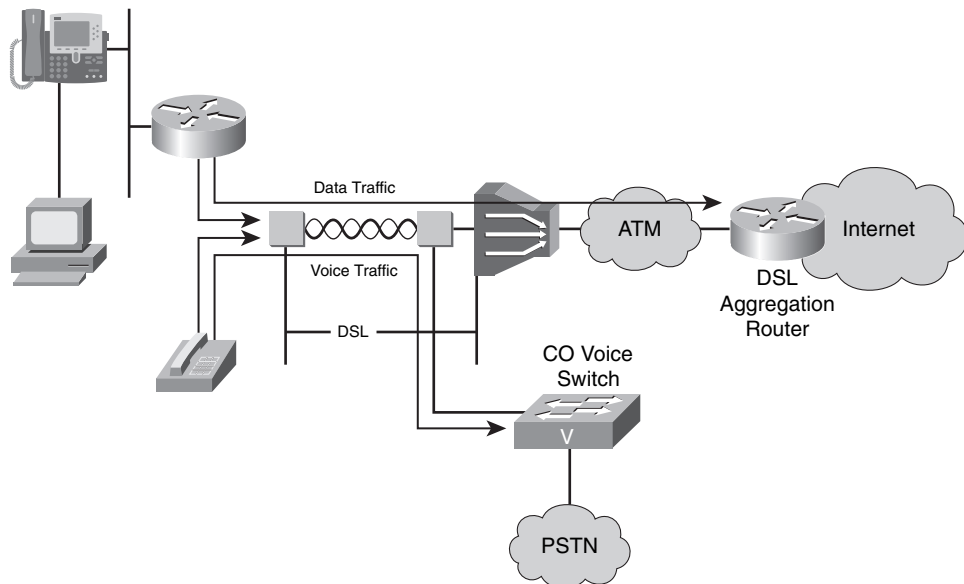 Data Traffic
ATM
Internet
Voice Traffic
DSL
Aggregation
Router
DSL
CO Voice
Switch
V
PSTN